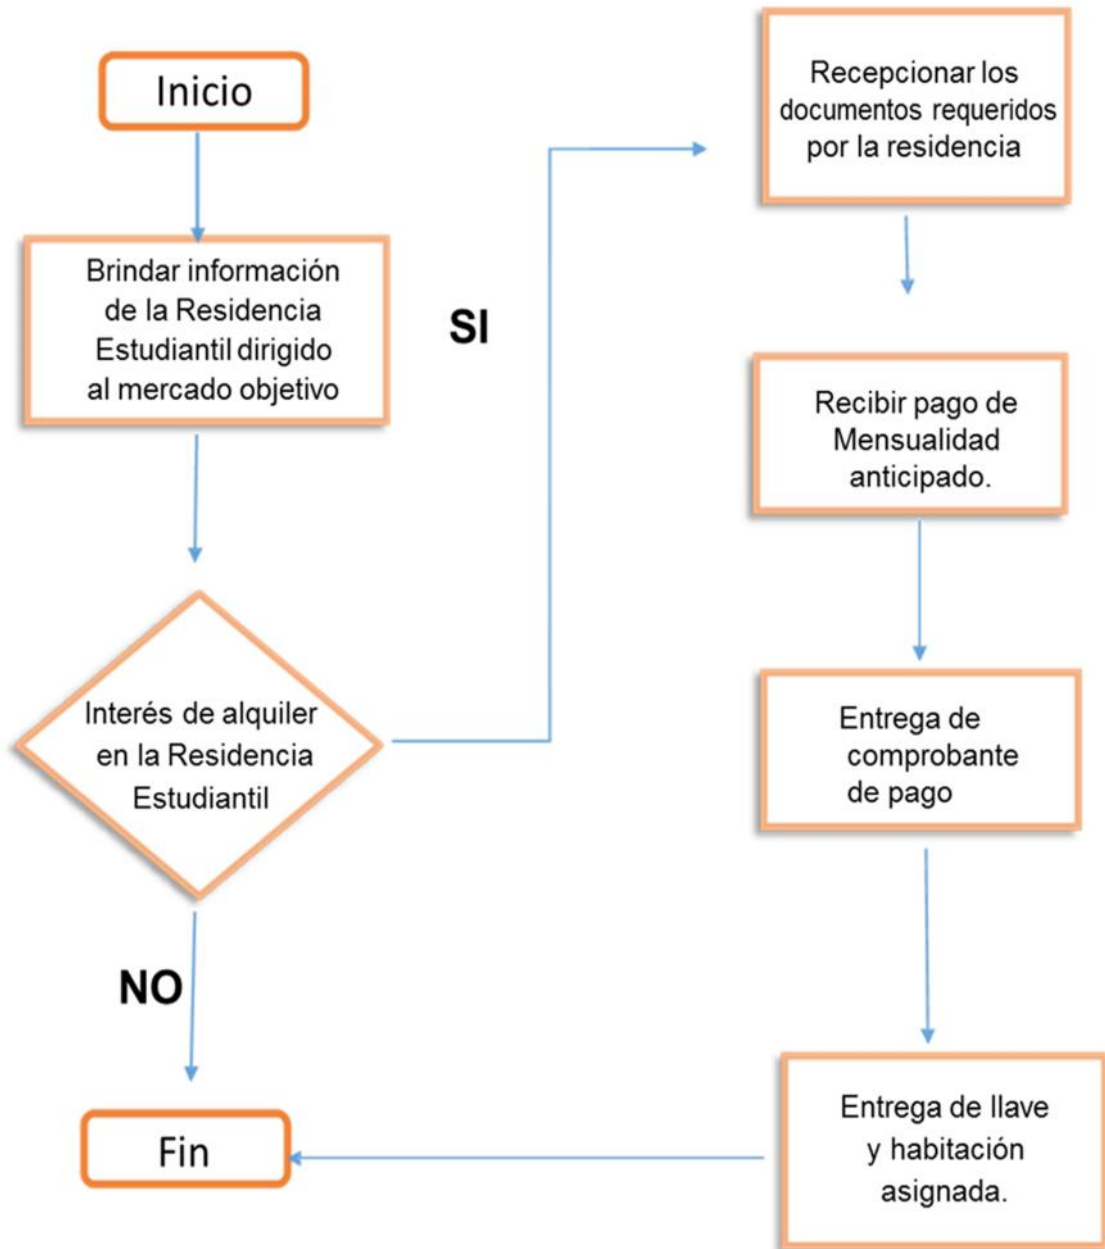 Inicio
Brindar información
de la Residencia
Estudiantil dirigido
al mercado objetivo
Interés de alquiler
en la Residencia
Estudiantil
NO
Fin
SI
Recepcionar los
documentos requeridos
por la residencia
Recibir pago de
Mensualidad
anticipado.
Entrega de
comprobante
de pago
Entrega de llave
y habitación
asignada.